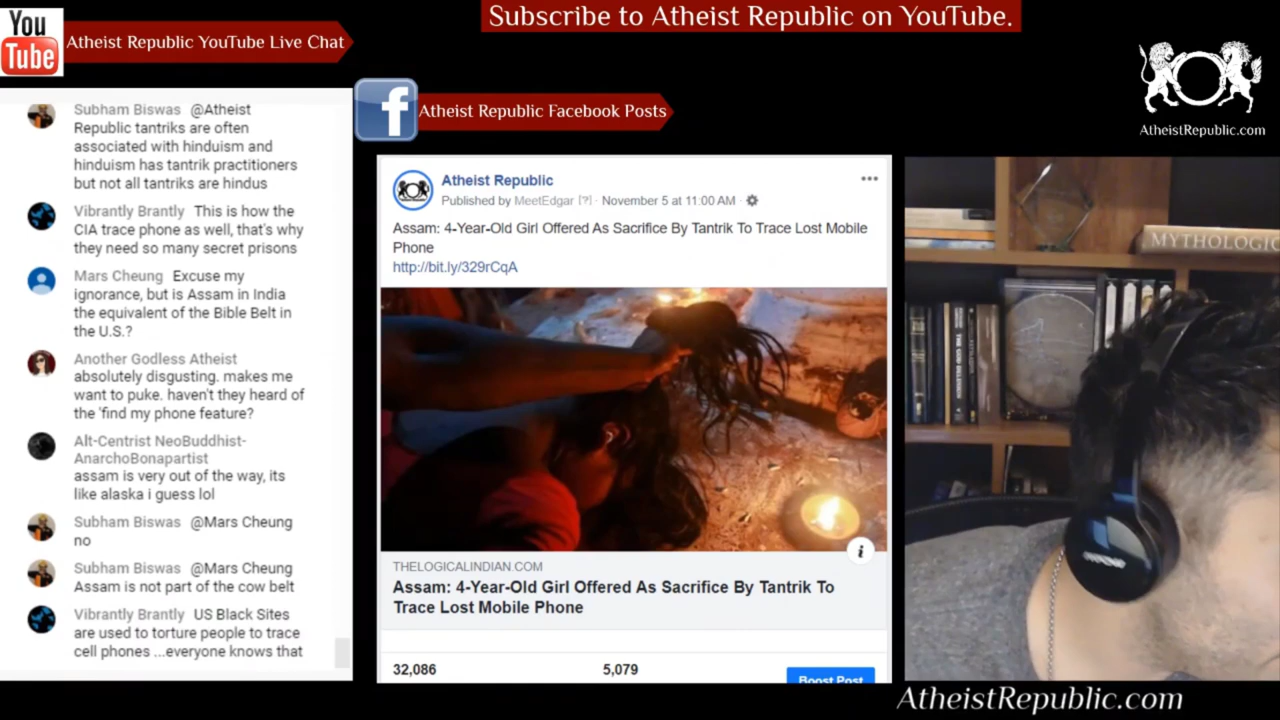 Subscribe to Atheist Republic on YouTube.
You
Tube
Atheist Republic YouTube Live Chat
AtheistRepublic.com
f
Atheist Republic Facebook Posts
Subham Biswas @Atheist
Republic tantriks are often
associated with hinduism and
hinduism has tantrik practitioners
but not all tantriks are hindus
Vibrantly Brantly This is how the
CIA trace phone as well, that's why
they need so many secret prisons
Mars Cheung Excuse my
ignorance, but is Assam in India
the equivalent of the Bible Belt in
the U.S.?
Another Godless Atheist
absolutely disgusting. makes me
want to puke. haven't they heard of
the 'find my phone feature?
Alt-Centrist NeoBuddhist-
AnarchoBonapartist
assam is very out of the way, its
like alaska i guess lol
Subham Biswas @Mars Cheung
no
Subham Biswas @Mars Cheung
Assam is not part of the cow belt
Vibrantly Brantly US Black Sites
are used to torture people to trace
cell phones ...everyone knows that
Atheist Republic
Published by MeetEdgar [?] · November 5 at 11:00 AM ·
Assam: 4-Year-Old Girl Offered As Sacrifice By Tantrik To Trace Lost Mobile
Phone
http://bit.ly/329rCqA
i
THELOGICALINDIAN.COM
Assam: 4-Year-Old Girl Offered As Sacrifice By Tantrik To
Trace Lost Mobile Phone
32,086
5,079
Boost Post
MYTHOLOGIC
THE GOD DELUSION
AtheistRepublic.com